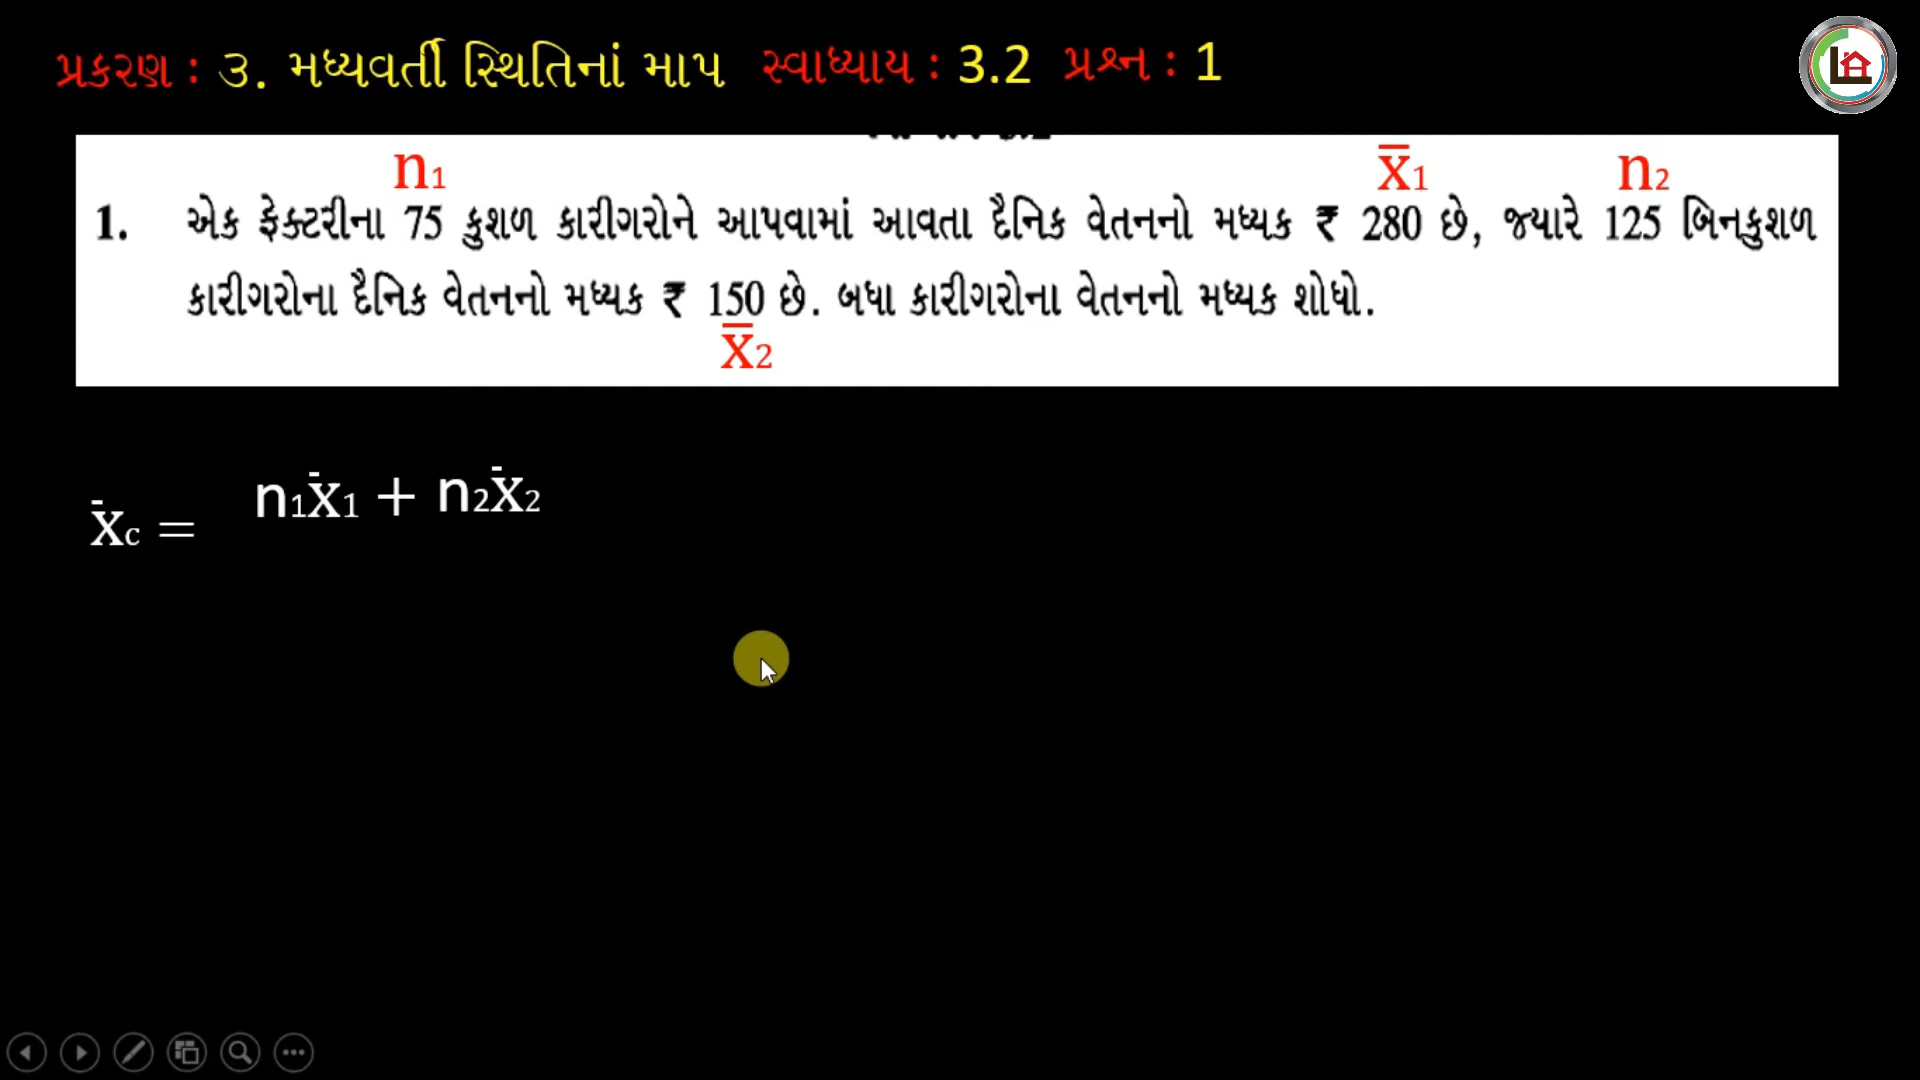 પ્રકરણ : ૩. મધ્યવર્તી સ્થિતિનાં માપ સ્વાધ્યાય : 3.2 પ્રશ્ન : 1
n1 x̅1 n2
1. એક ફેક્ટરીના 75 કુશળ કારીગરોને આપવામાં આવતા દૈનિક વેતનનો મધ્યક ₹ 280 છે, જ્યારે 125 બિનકુશળ
કારીગરોના દૈનિક વેતનનો મધ્યક ₹ 150 છે. બધા કારીગરોના વેતનનો મધ્યક શોધો.
x̅2
n1x̄1 + n2x̄2
x̄c =